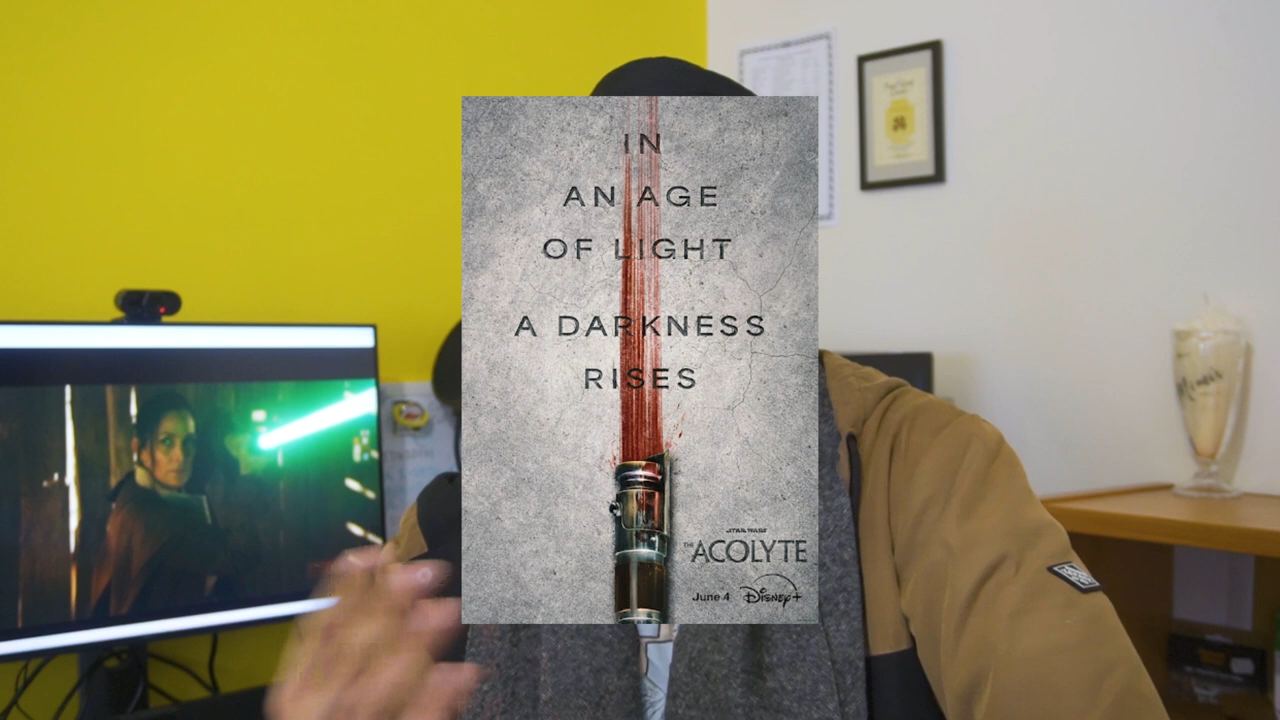 IN
AN AGE
OF LIGHT
A DARKNESS
RISES
STAR WARS
THE ACOLYTE
June 4 Disney+